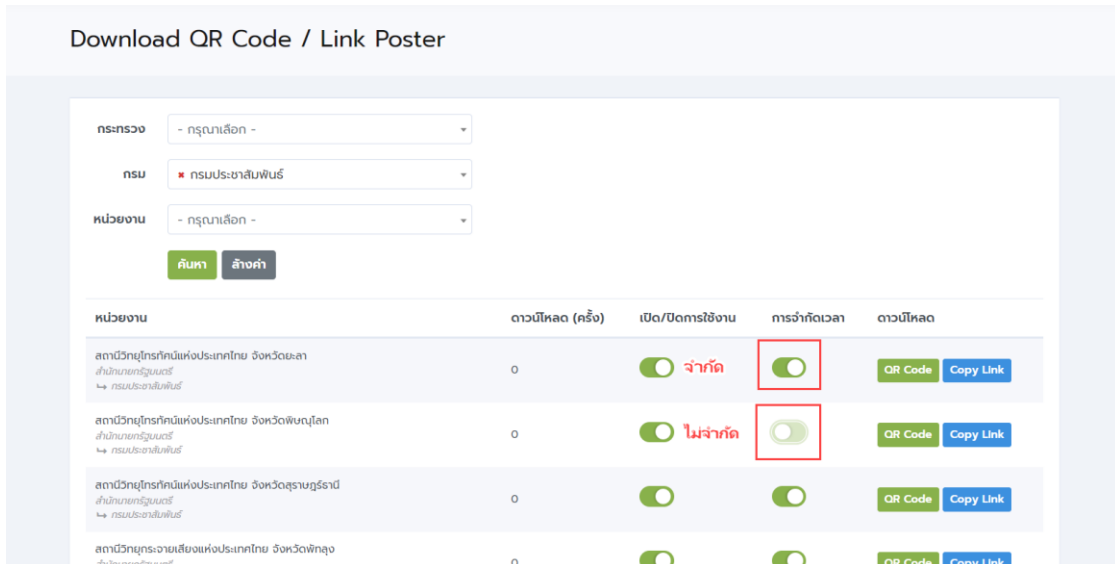 Download QR Code / Link Poster
กระทรวง - กรุณาเลือก -
กรม × กรมประชาสัมพันธ์
หน่วยงาน - กรุณาเลือก -
ค้นหา ล้างค่า
หน่วยงาน ดาวน์โหลด (ครั้ง) เปิด/ปิดการใช้งาน การจำกัดเวลา ดาวน์โหลด
สถานีวิทยุโทรทัศน์แห่งประเทศไทย จังหวัดยะลา
สำนักนายกรัฐมนตรี
↳ กรมประชาสัมพันธ์
0 จำกัด QR Code Copy Link
สถานีวิทยุโทรทัศน์แห่งประเทศไทย จังหวัดพิษณุโลก
สำนักนายกรัฐมนตรี
↳ กรมประชาสัมพันธ์
0 ไม่จำกัด QR Code Copy Link
สถานีวิทยุโทรทัศน์แห่งประเทศไทย จังหวัดสุราษฎร์ธานี
สำนักนายกรัฐมนตรี
↳ กรมประชาสัมพันธ์
0 QR Code Copy Link
สถานีวิทยุกระจายเสียงแห่งประเทศไทย จังหวัดพัทลุง
สำนักนายกรัฐมนตรี
0 QR Code Copy Link